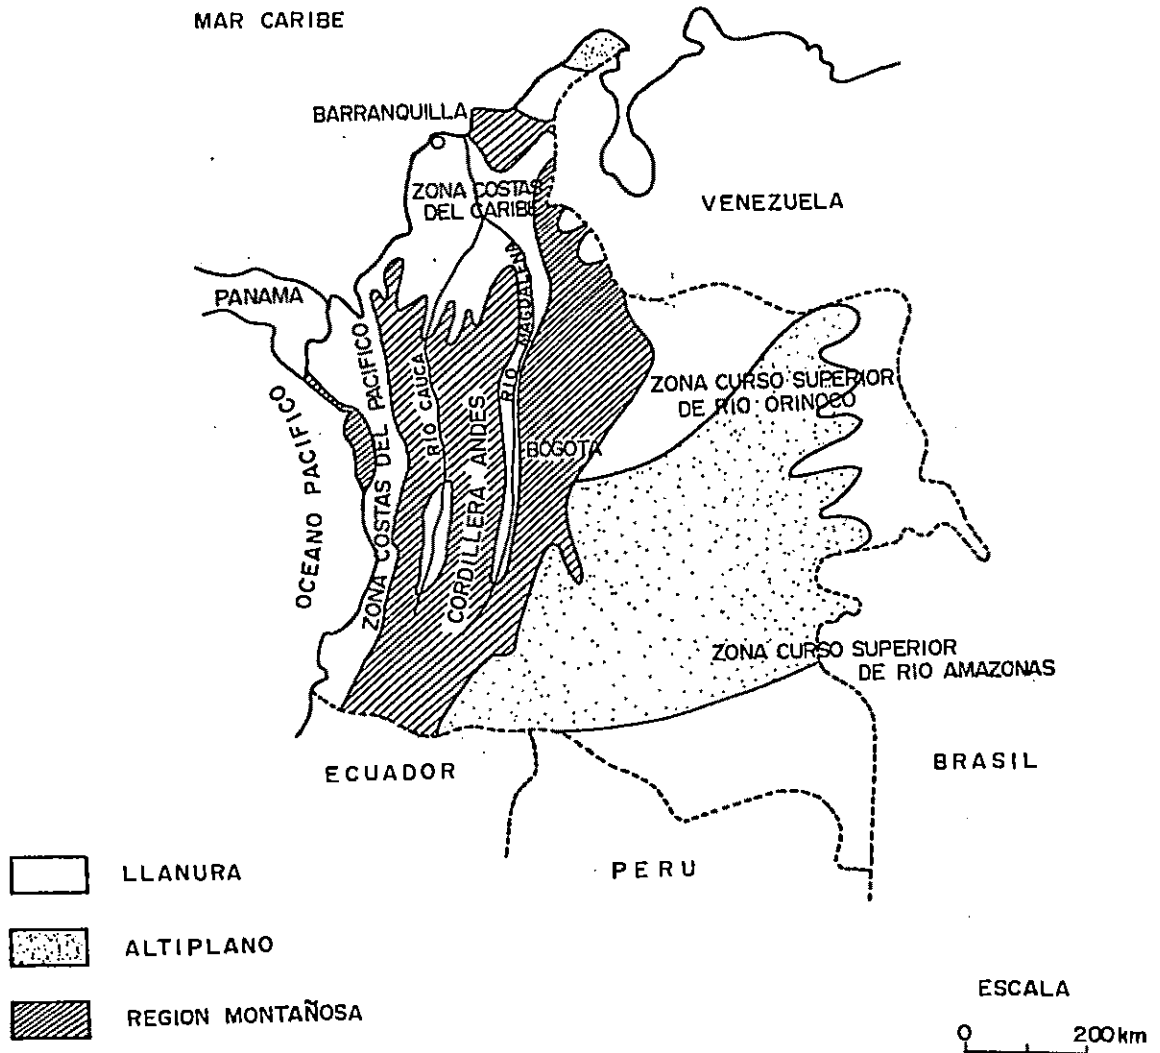 MAR CARIBE
BARRANQUILLA
ZONA COSTAS
DEL CARIBE
VENEZUELA
PANAMA
RIO MAGDALENA
ZONA CURSO SUPERIOR
DE RIO ORINOCO
OCEANO PACIFICO
ZONA COSTAS DEL PACIFICO
RIO CAUCA
CORDILLERA ANDES
BOGOTA
ZONA CURSO SUPERIOR
DE RIO AMAZONAS
ECUADOR
BRASIL
PERU
LLANURA
ALTIPLANO
REGION MONTAÑOSA
ESCALA
0 200km